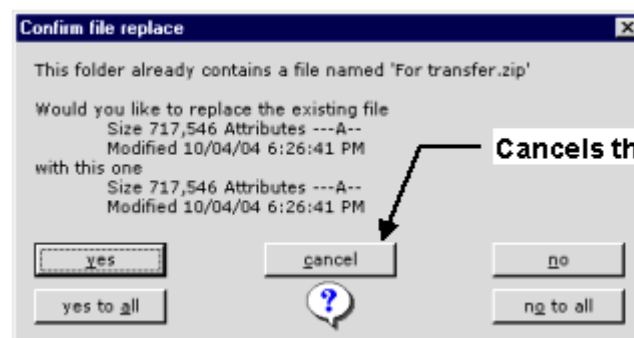 Confirm file replace
This folder already contains a file named 'For transfer.zip'
Would you like to replace the existing file
Size 717,546 Attributes ---A--
Modified 10/04/04 6:26:41 PM
with this one
Size 717,546 Attributes ---A--
Modified 10/04/04 6:26:41 PM
Cancels th
yes
cancel
no
yes to all
?
no to all